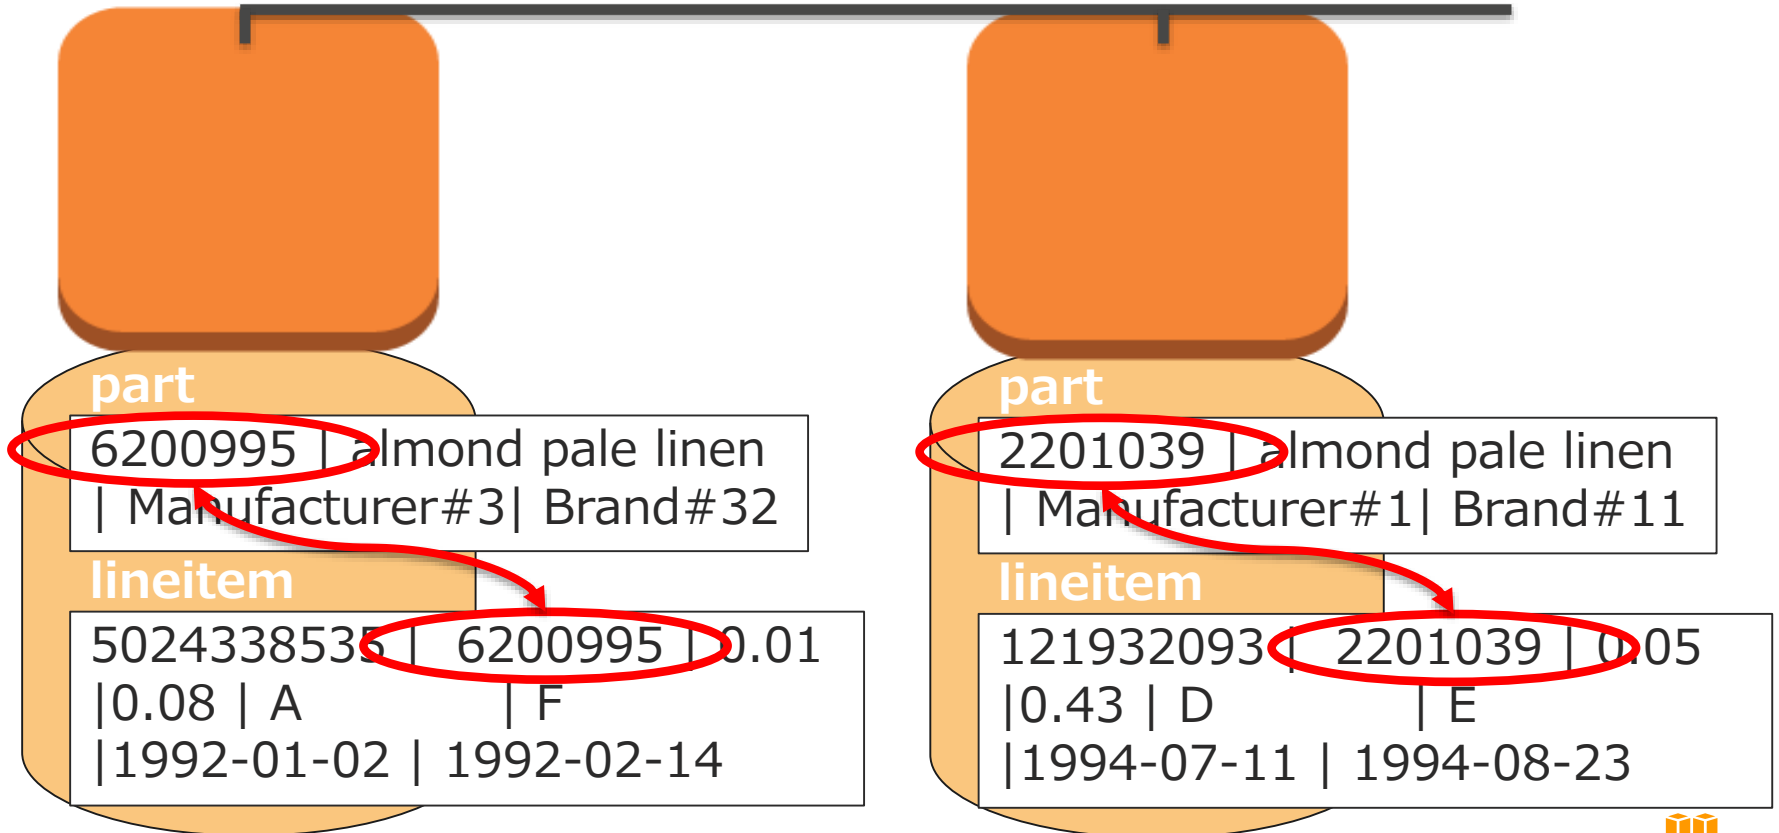 part
6200995 | almond pale linen
| Manufacturer#3| Brand#32
lineitem
5024338535 | 6200995 | 0.01
|0.08 | A | F
|1992-01-02 | 1992-02-14
part
2201039 | almond pale linen
| Manufacturer#1| Brand#11
lineitem
121932093 | 2201039 | 0.05
|0.43 | D | E
|1994-07-11 | 1994-08-23